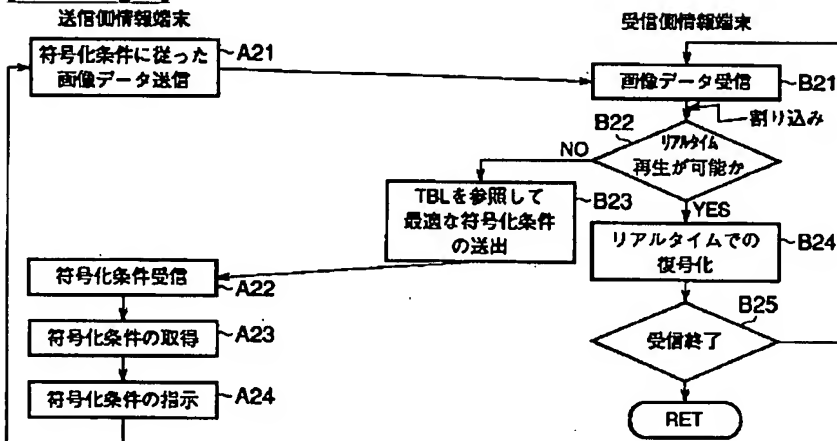 送信側情報端末
受信側情報端末
符号化条件に従った
画像データ送信
A21
画像データ受信
B21
割り込み
B22
リアルタイム
再生が可能か
NO
YES
TBLを参照して
最適な符号化条件
の送出
B23
リアルタイムでの
復号化
B24
符号化条件受信
A22
符号化条件の取得
A23
符号化条件の指示
A24
B25
受信終了
RET